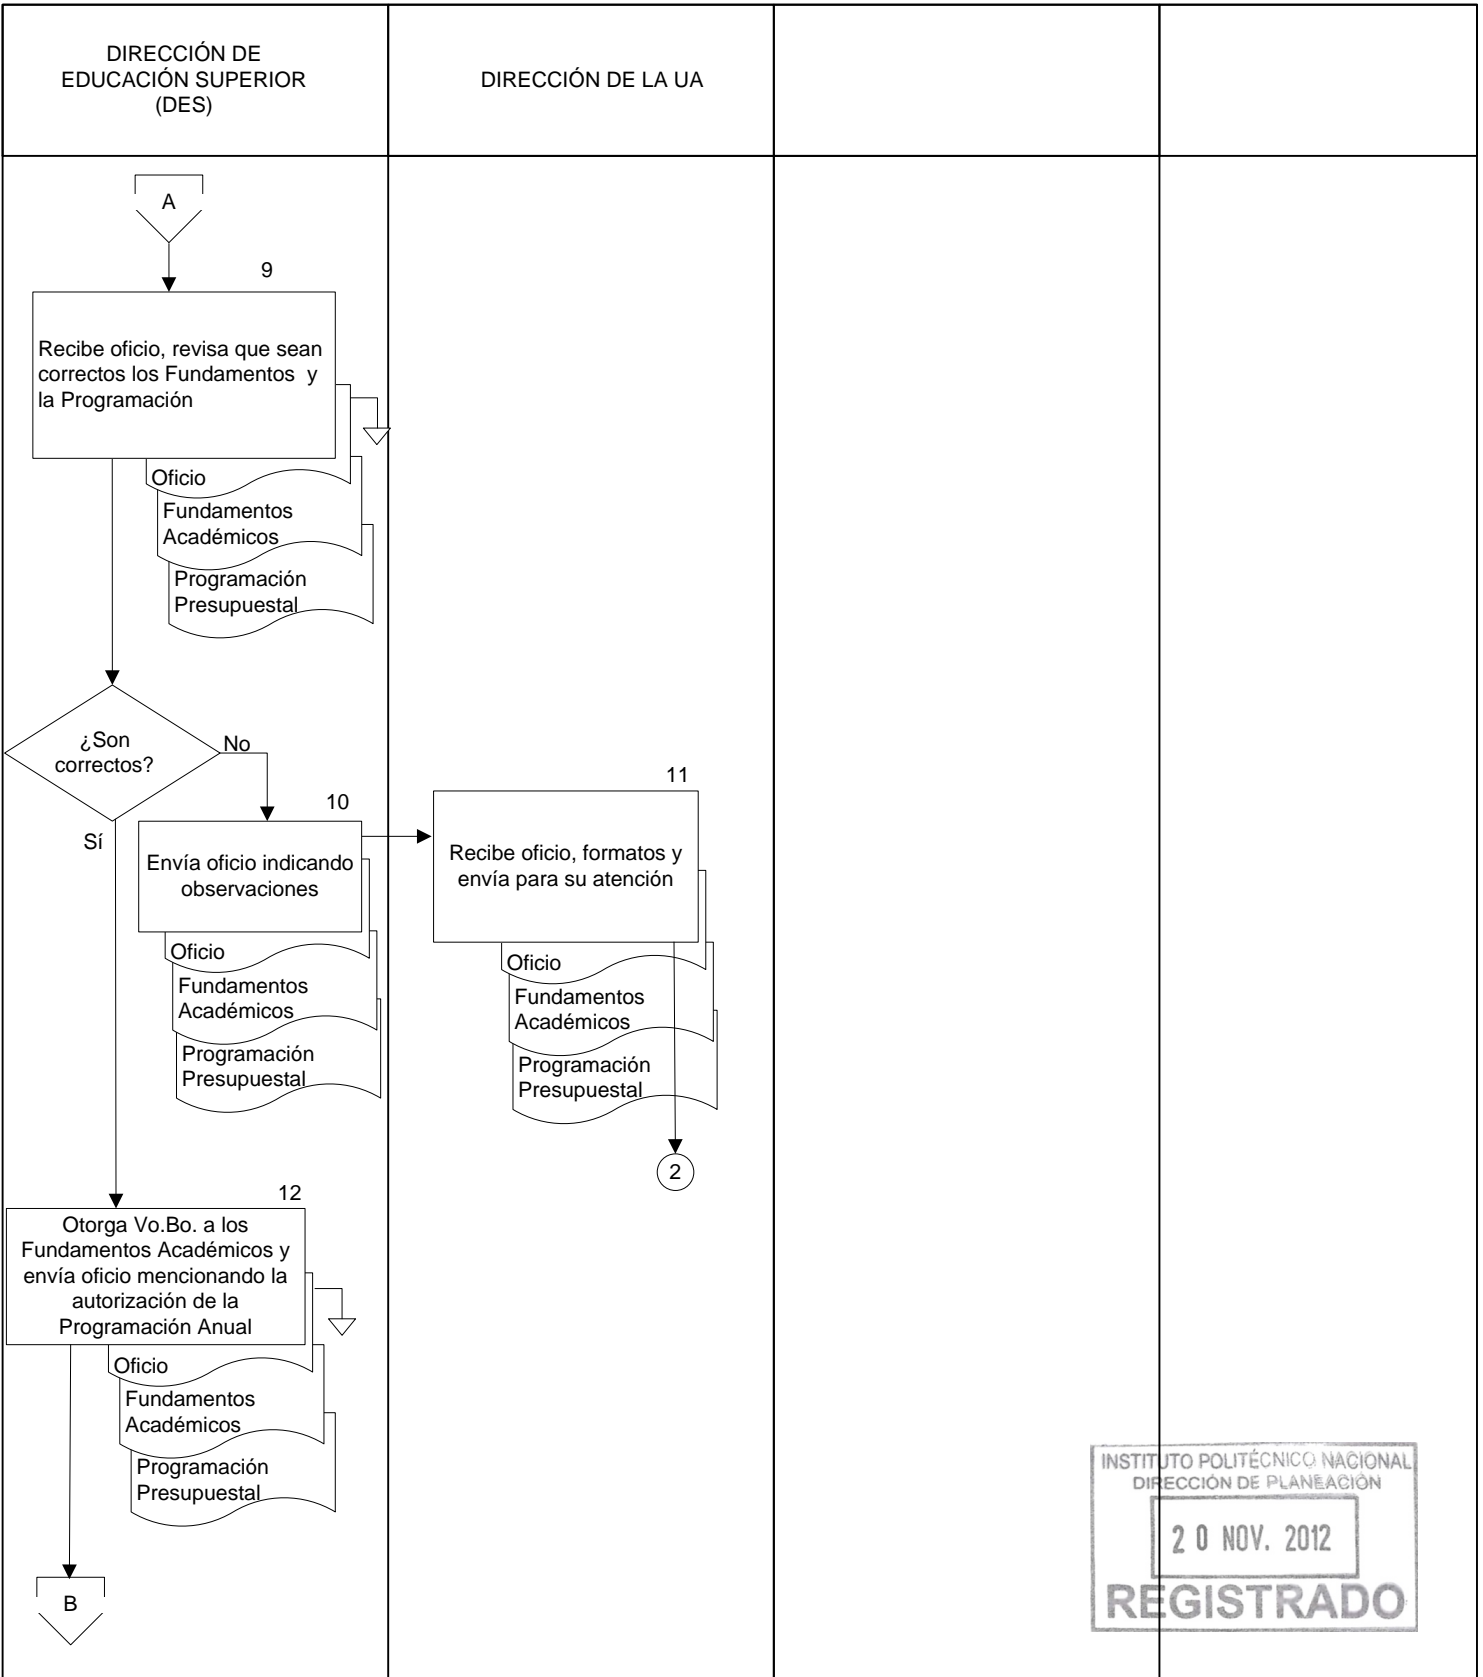 DIRECCIÓN DE
EDUCACIÓN SUPERIOR
(DES)
DIRECCIÓN DE LA UA
A
9
Recibe oficio, revisa que sean
correctos los Fundamentos y
la Programación
Oficio
Fundamentos
Académicos
Programación
Presupuestal
¿Son
correctos?
No
Sí
10
Envía oficio indicando
observaciones
Oficio
Fundamentos
Académicos
Programación
Presupuestal
11
Recibe oficio, formatos y
envía para su atención
Oficio
Fundamentos
Académicos
Programación
Presupuestal
2
12
Otorga Vo.Bo. a los
Fundamentos Académicos y
envía oficio mencionando la
autorización de la
Programación Anual
Oficio
Fundamentos
Académicos
Programación
Presupuestal
B
INSTITUTO POLITÉCNICO NACIONAL
DIRECCIÓN DE PLANEACIÓN
20 NOV. 2012
REGISTRADO